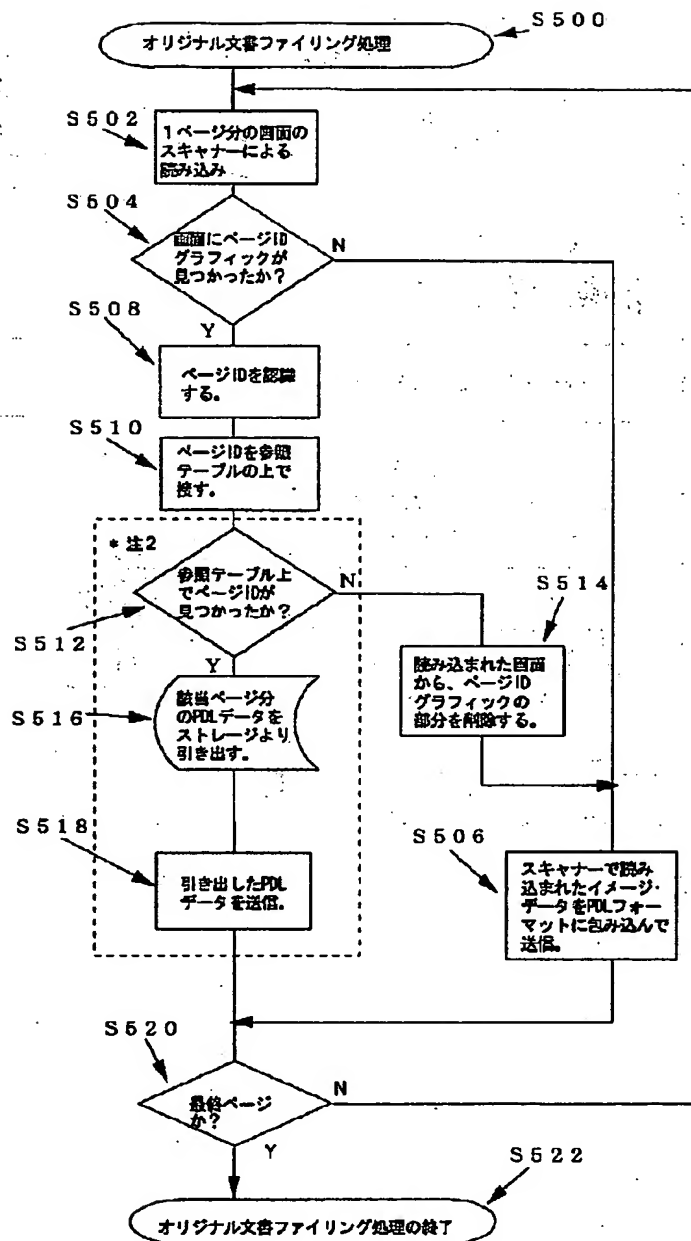 S500
オリジナル文書ファイリング処理
S502
1ページ分の画面の
スキャナーによる
読み込み
S504
画面にページID
グラフィックが
見つかったか?
N
Y
S508
ページIDを認識
する。
S510
ページIDを参照
テーブルの上で
接す。
* 注2
参照テーブル上
でページIDが
見つかったか?
N
Y
S512
S514
読み込まれた画面
から、ページID
グラフィックの
部分を削除する。
S516
該当ページ分
のPDLデータを
ストレージより
引き出す。
S518
引き出したPDL
データを送信。
S506
スキャナーで読み
込まれたイメージ・
データをPDLフォー
マットに包み込んで
送信。
S520
最終ページ
か?
N
Y
S522
オリジナル文書ファイリング処理の終了